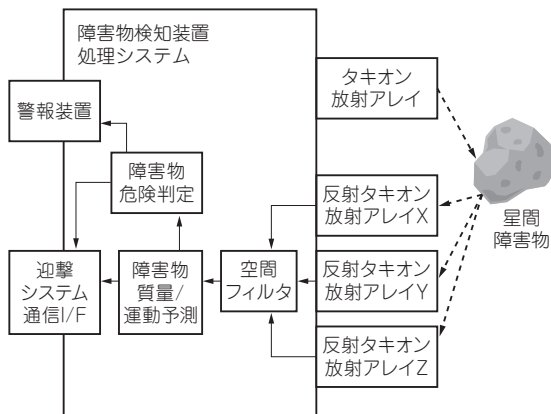 障害物検知装置
処理システム
タキオン
放射アレイ
警報装置
障害物
危険判定
反射タキオン
放射アレイX
星間
障害物
迎撃
システム
通信I/F
障害物
質量/
運動予測
空間
フィルタ
反射タキオン
放射アレイY
反射タキオン
放射アレイZ